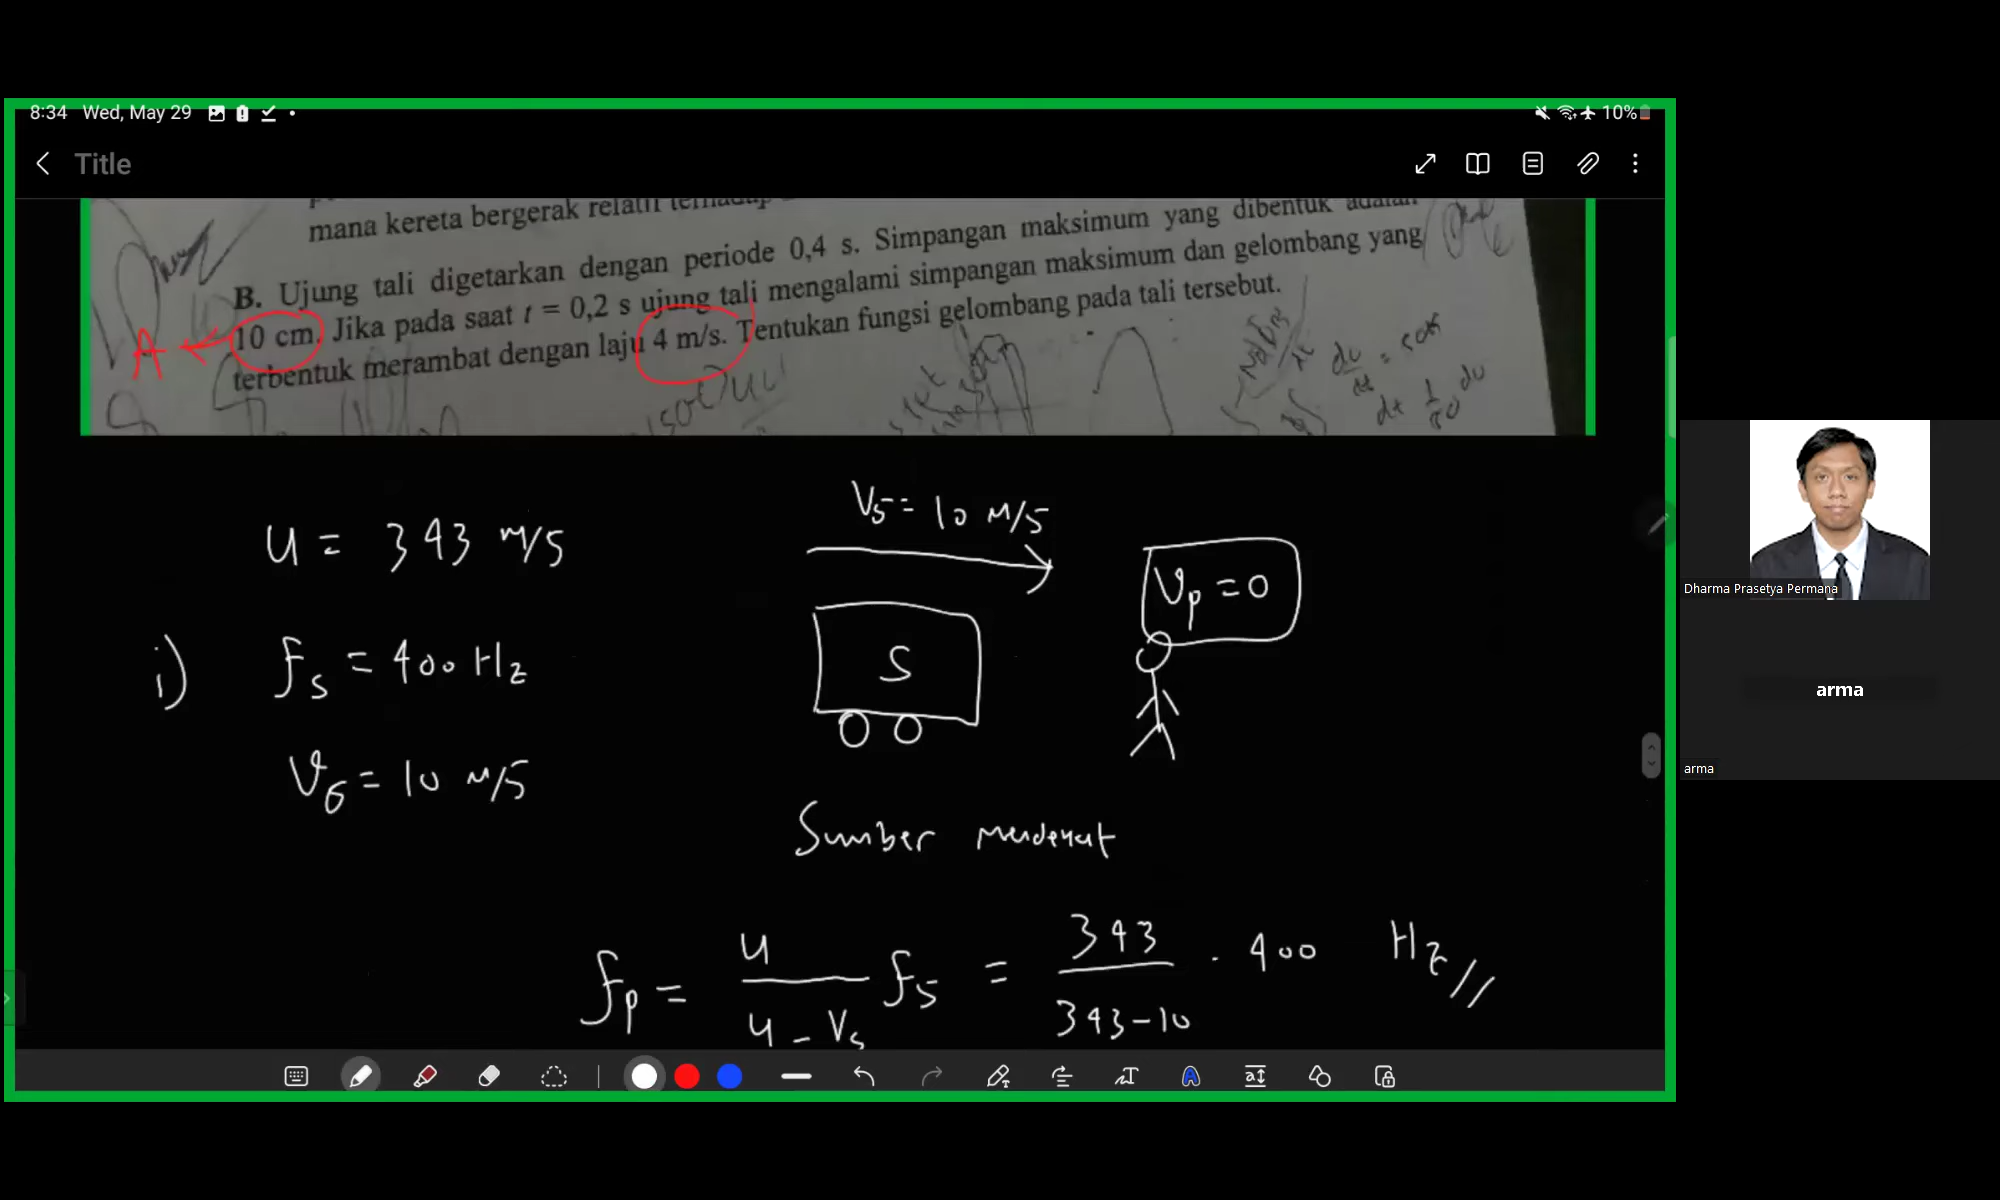 8:34 Wed, May 29
10%
Title
mana kereta bergerak relatif terhadap
B. Ujung tali digetarkan dengan periode 0,4 s. Simpangan maksimum yang dibentuk adalah
10 cm. Jika pada saat t = 0,2 s ujung tali mengalami simpangan maksimum dan gelombang yang
terbentuk merambat dengan laju 4 m/s. Tentukan fungsi gelombang pada tali tersebut.
A
u = 343 m/s
Vs = 10 m/s
Vp = 0
i) fs = 400 Hz
S
Vs = 10 m/s
Sumber mendekat
fp = u / u - Vs fs = 343 / 343-10 . 400 Hz //
Dharma Prasetya Permana
arma
arma